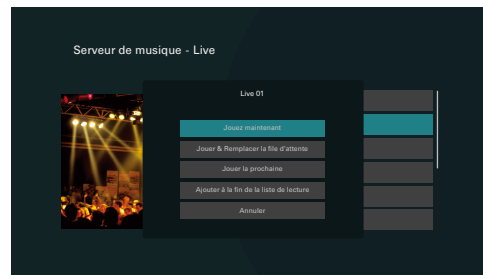 Serveur de musique - Live
Live 01
Jouez maintenant
Jouer & Remplacer la file d'attente
Jouer la prochaine
Ajouter à la fin de la liste de lecture
Annuler